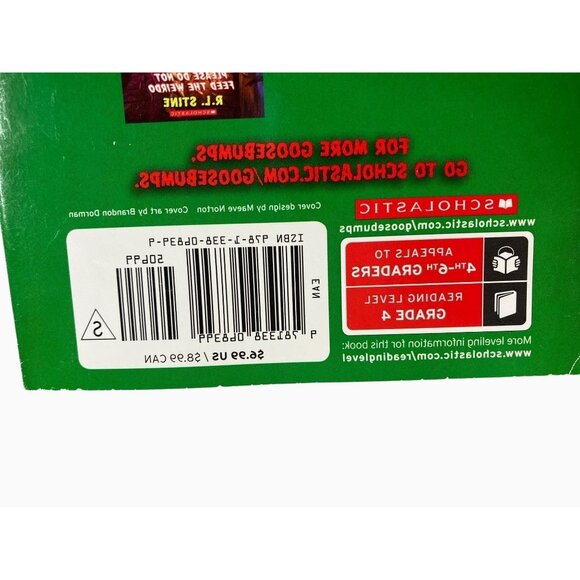 PLEASE DO NOT
FEED THE WEIRDO
R.L. STINE
SCHOLASTIC
FOR MORE GOOSEBUMPS,
GO TO SCHOLASTIC.COM/GOOSEBUMPS.
Cover design by Maeve Norton Cover art by Brandon Dorman
SCHOLASTIC
www.scholastic.com/goosebumps
APPEALS TO
4TH–6TH GRADERS
READING LEVEL
GRADE 4
More leveling information for this book:
www.scholastic.com/readinglevel
ISBN 978-1-338-06839-9
50699
EAN
9 781338 068399
$6.99 US / $8.99 CAN
S